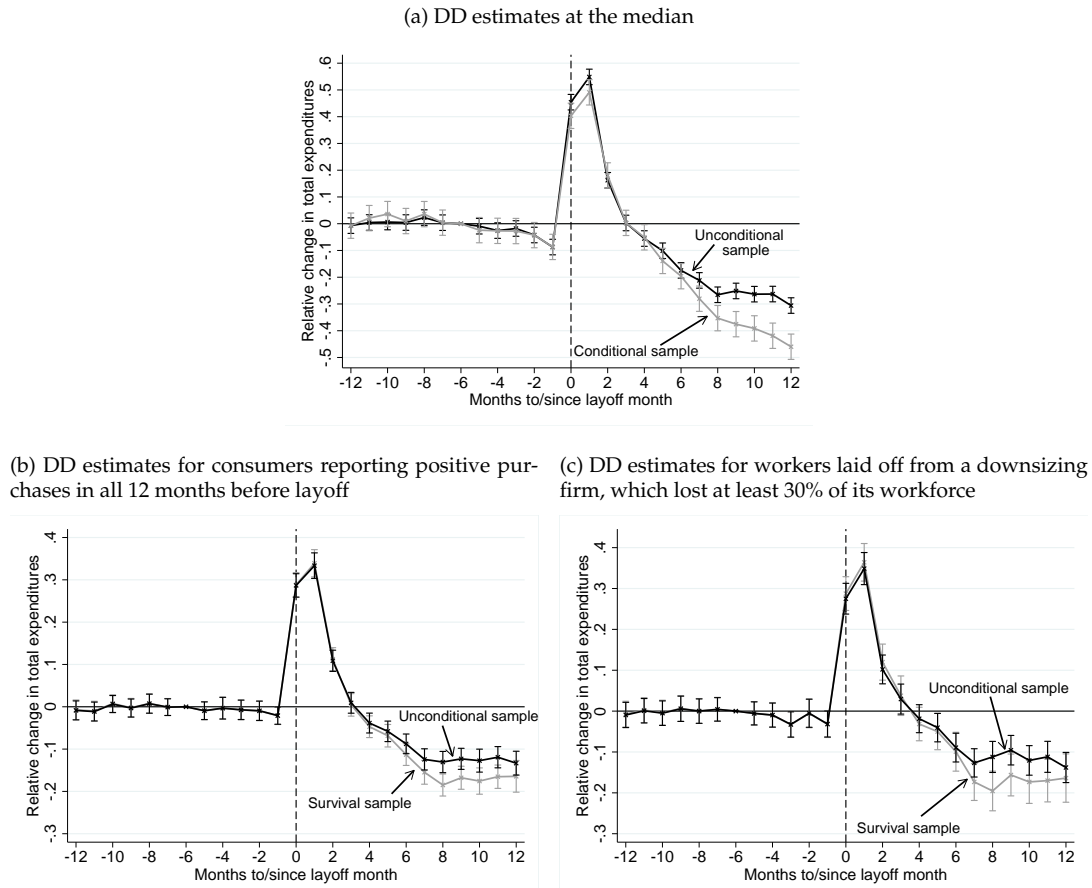 (a) DD estimates at the median
Relative change in total expenditures
.6
.5
.4
.3
.2
.1
0
-.1
-.2
-.3
-.4
-.5
Unconditional
sample
Conditional sample
-12 -10 -8 -6 -4 -2 0 2 4 6 8 10 12
Months to/since layoff month
(b) DD estimates for consumers reporting positive pur-
chases in all 12 months before layoff
Relative change in total expenditures
.4
.3
.2
.1
0
-.1
-.2
-.3
Unconditional sample
Survival sample
-12 -10 -8 -6 -4 -2 0 2 4 6 8 10 12
Months to/since layoff month
(c) DD estimates for workers laid off from a downsizing
firm, which lost at least 30% of its workforce
Relative change in total expenditures
.4
.3
.2
.1
0
-.1
-.2
-.3
Unconditional sample
Survival sample
-12 -10 -8 -6 -4 -2 0 2 4 6 8 10 12
Months to/since layoff month